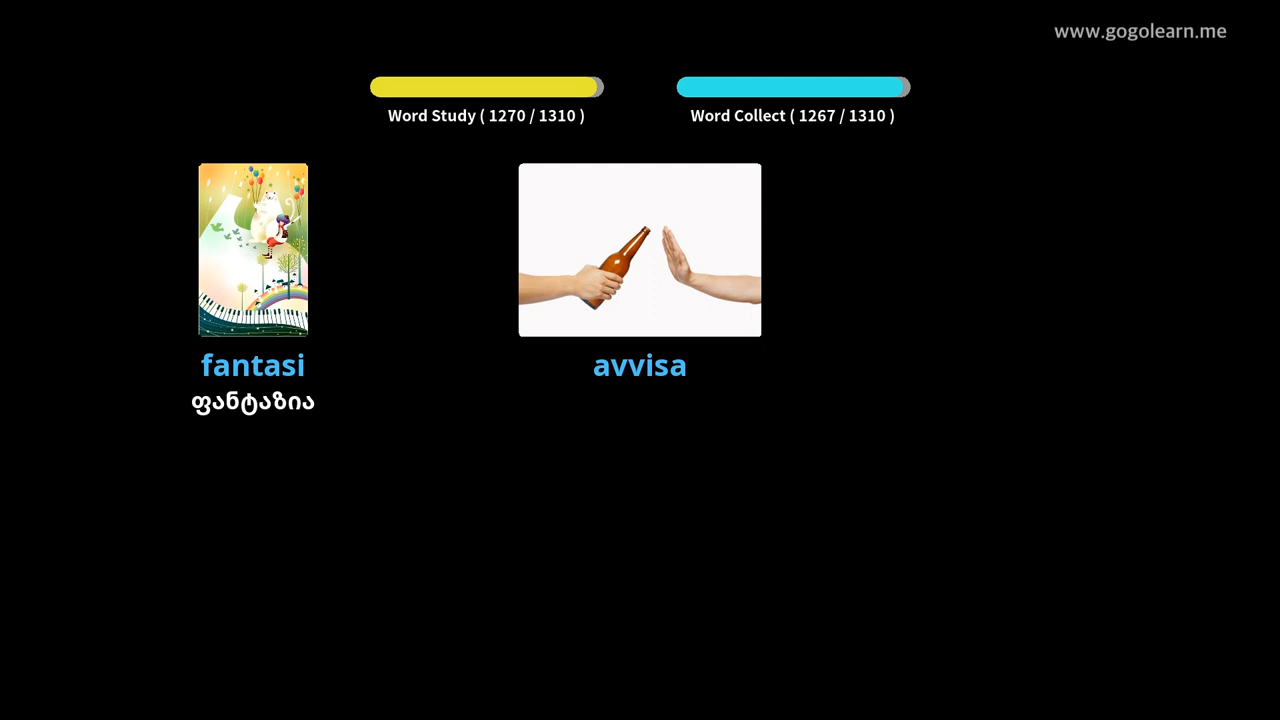 www.gogolearn.me
Word Study ( 1270 / 1310 )
Word Collect ( 1267 / 1310 )
fantasi
ფანტაზია
avvisa